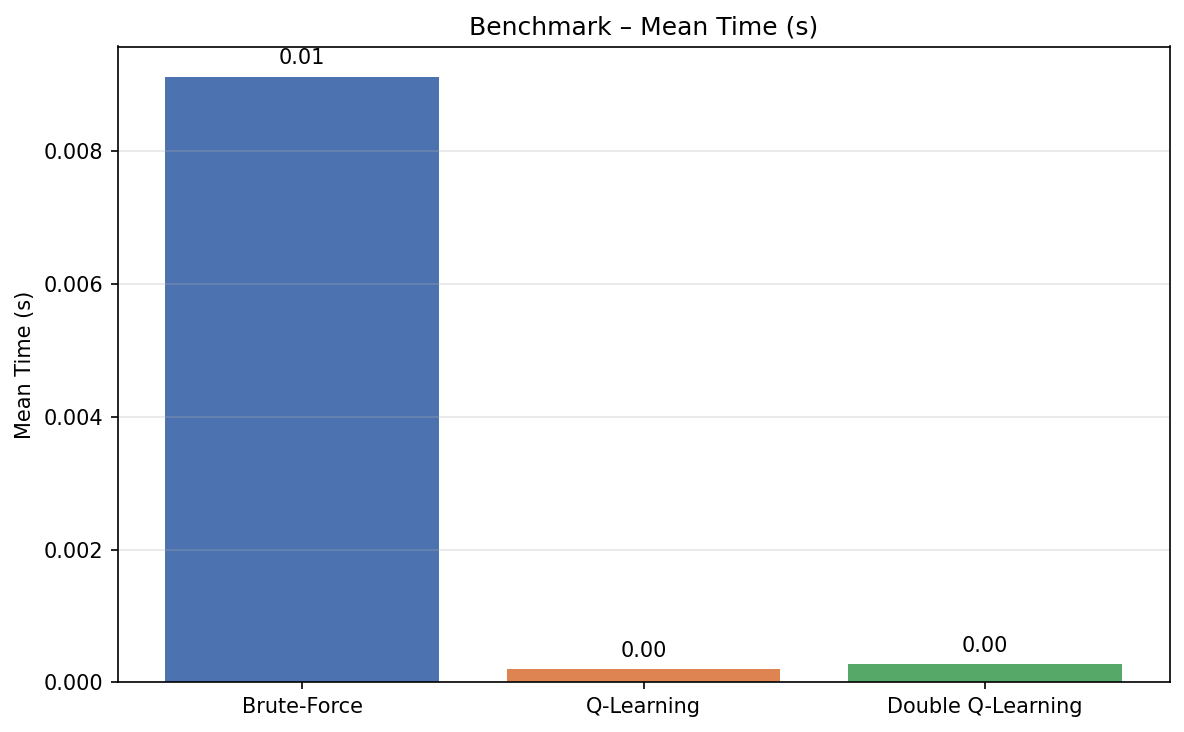 Benchmark – Mean Time (s)
0.01
0.008
0.006
Mean Time (s)
0.004
0.002
0.00
0.00
0.000
Brute-Force
Q-Learning
Double Q-Learning